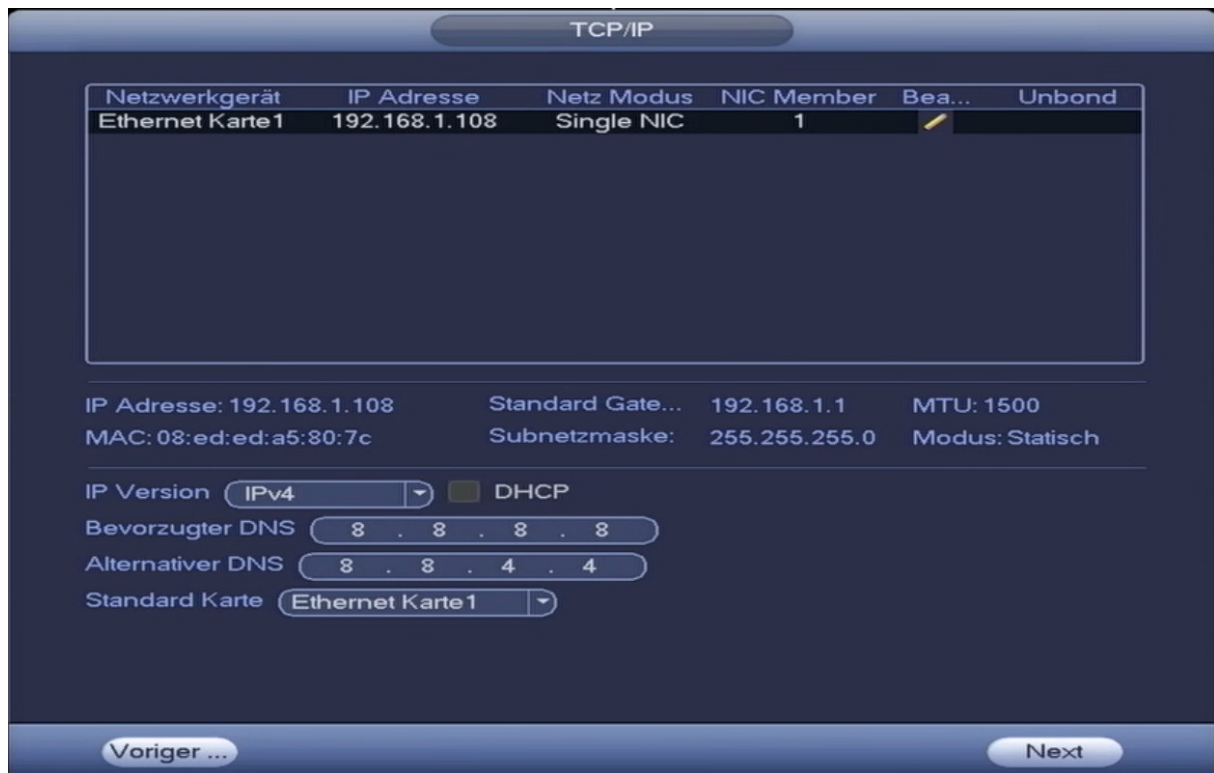 TCP/IP
Netzwerkgerät IP Adresse Netz Modus NIC Member Bea... Unbond
Ethernet Karte1 192.168.1.108 Single NIC 1
IP Adresse: 192.168.1.108 Standard Gate... 192.168.1.1 MTU: 1500
MAC: 08:ed:ed:a5:80:7c Subnetzmaske: 255.255.255.0 Modus: Statisch
IP Version IPv4 DHCP
Bevorzugter DNS 8 . 8 . 8 . 8
Alternativer DNS 8 . 8 . 4 . 4
Standard Karte Ethernet Karte1
Voriger ... Next